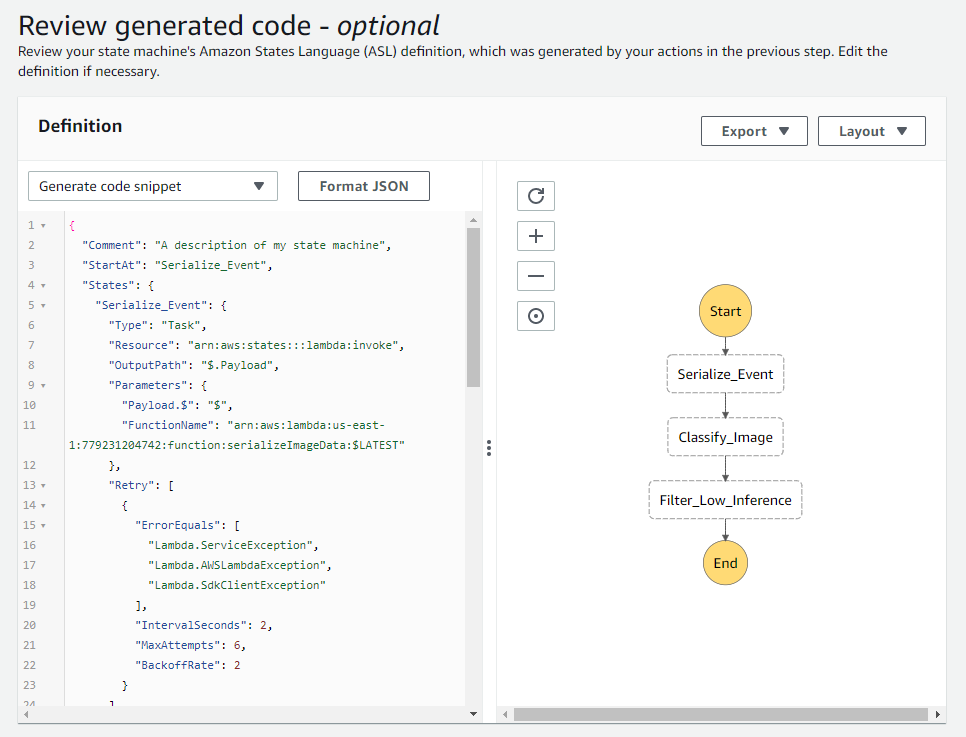 Review generated code - optional
Review your state machine's Amazon States Language (ASL) definition, which was generated by your actions in the previous step. Edit the
definition if necessary.
Definition
Export
Layout
Generate code snippet
Format JSON
1 {
2 "Comment": "A description of my state machine",
3 "StartAt": "Serialize_Event",
4 "States": {
5 "Serialize_Event": {
6 "Type": "Task",
7 "Resource": "arn:aws:states:::lambda:invoke",
8 "OutputPath": "$.Payload",
9 "Parameters": {
10 "Payload.$": "$",
11 "FunctionName": "arn:aws:lambda:us-east-
1:779231204742:function:serializeImageData:$LATEST"
12 },
13 "Retry": [
14 {
15 "ErrorEquals": [
16 "Lambda.ServiceException",
17 "Lambda.AWSLambdaException",
18 "Lambda.SdkClientException"
19 ],
20 "IntervalSeconds": 2,
21 "MaxAttempts": 6,
22 "BackoffRate": 2
23 }
24 ]
Start
Serialize_Event
Classify_Image
Filter_Low_Inference
End